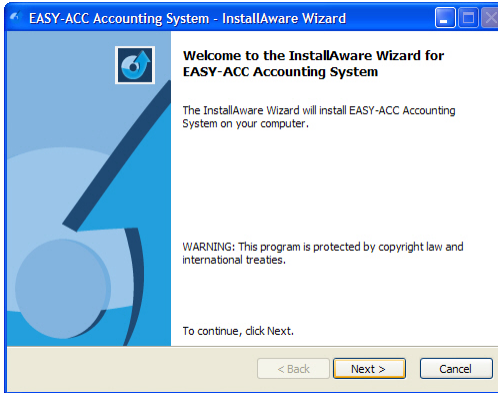 EASY-ACC Accounting System - InstallAware Wizard
Welcome to the InstallAware Wizard for
EASY-ACC Accounting System
The InstallAware Wizard will install EASY-ACC Accounting
System on your computer.
WARNING: This program is protected by copyright law and
international treaties.
To continue, click Next.
< Back
Next >
Cancel